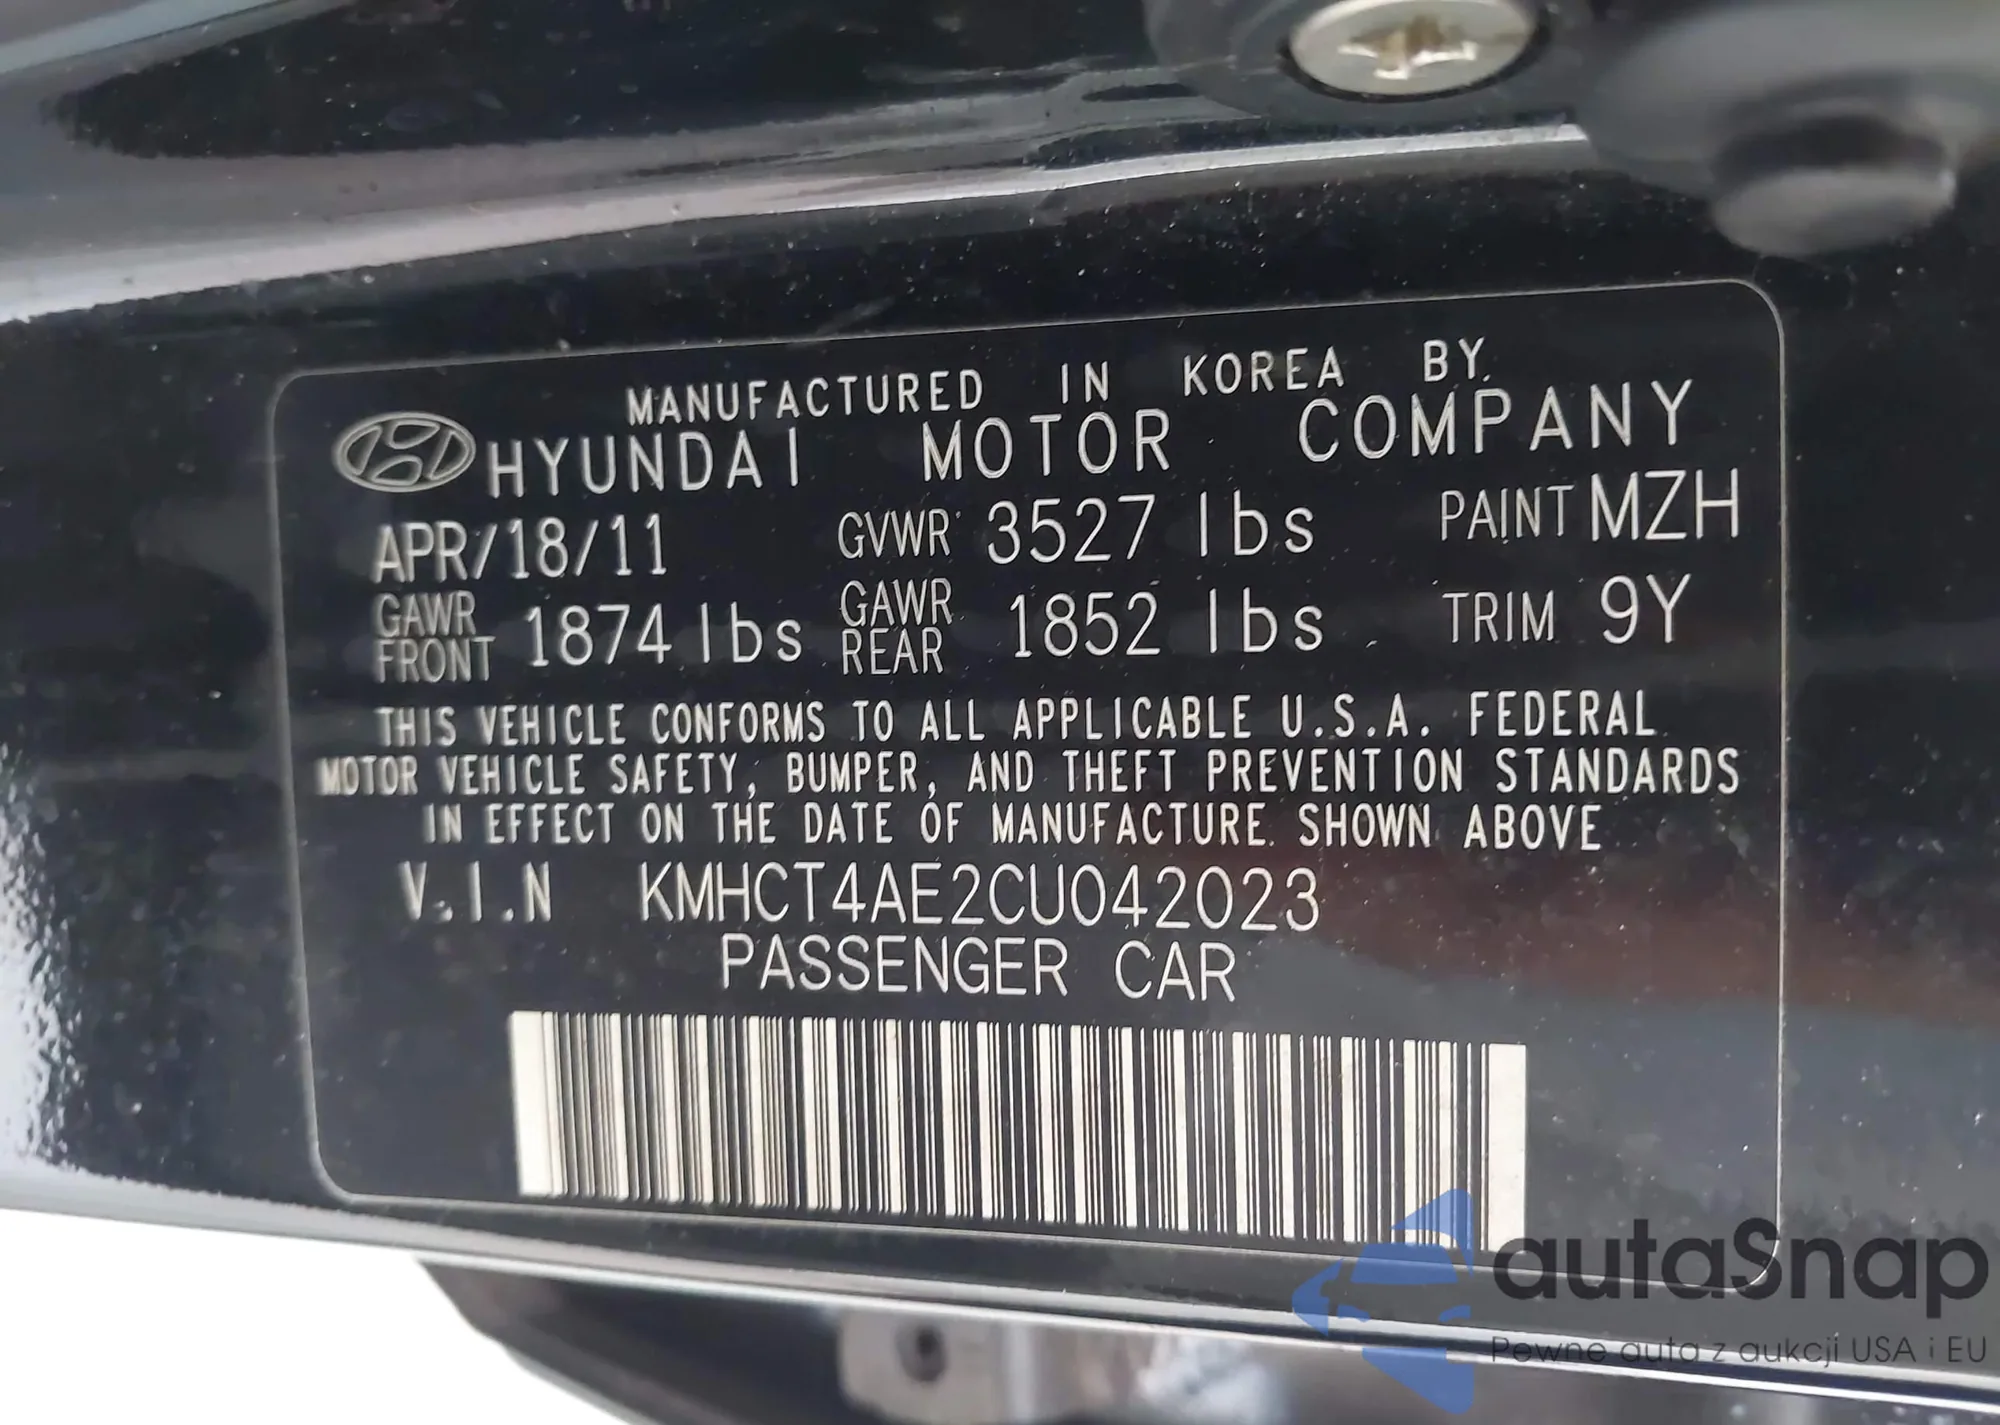 MANUFACTURED IN KOREA BY
HYUNDAI MOTOR COMPANY
APR/18/11 GVWR 3527 lbs PAINT MZH
GAWR FRONT 1874 lbs GAWR REAR 1852 lbs TRIM 9Y
THIS VEHICLE CONFORMS TO ALL APPLICABLE U.S.A. FEDERAL
MOTOR VEHICLE SAFETY, BUMPER, AND THEFT PREVENTION STANDARDS
IN EFFECT ON THE DATE OF MANUFACTURE SHOWN ABOVE
V.I.N KMHCT4AE2CU042023
PASSENGER CAR
autaSnap
Pewne auta z aukcji USA i EU